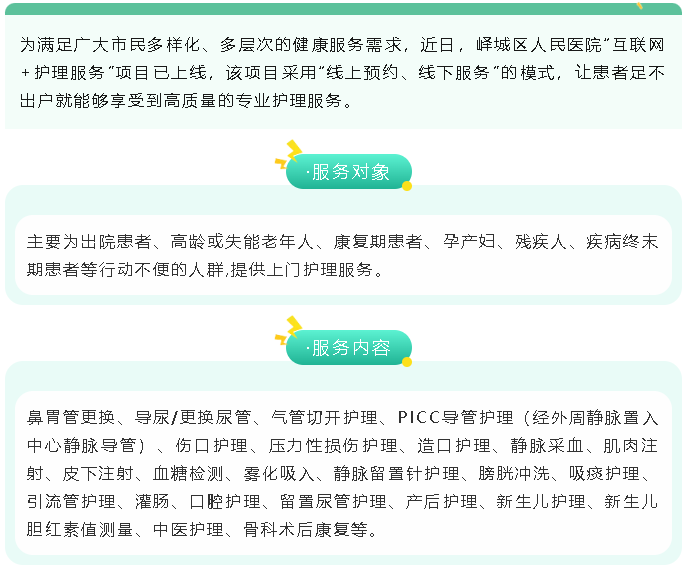 为满足广大市民多样化、多层次的健康服务需求，近日，峄城区人民医院“互联网
+护理服务”项目已上线，该项目采用“线上预约、线下服务”的模式，让患者足不
出户就能够享受到高质量的专业护理服务。
·服务对象
主要为出院患者、高龄或失能老年人、康复期患者、孕产妇、残疾人、疾病终末
期患者等行动不便的人群,提供上门护理服务。
·服务内容
鼻胃管更换、导尿/更换尿管、气管切开护理、PICC导管护理（经外周静脉置入
中心静脉导管）、伤口护理、压力性损伤护理、造口护理、静脉采血、肌肉注
射、皮下注射、血糖检测、雾化吸入、静脉留置针护理、膀胱冲洗、吸痰护理、
引流管护理、灌肠、口腔护理、留置尿管护理、产后护理、新生儿护理、新生儿
胆红素值测量、中医护理、骨科术后康复等。